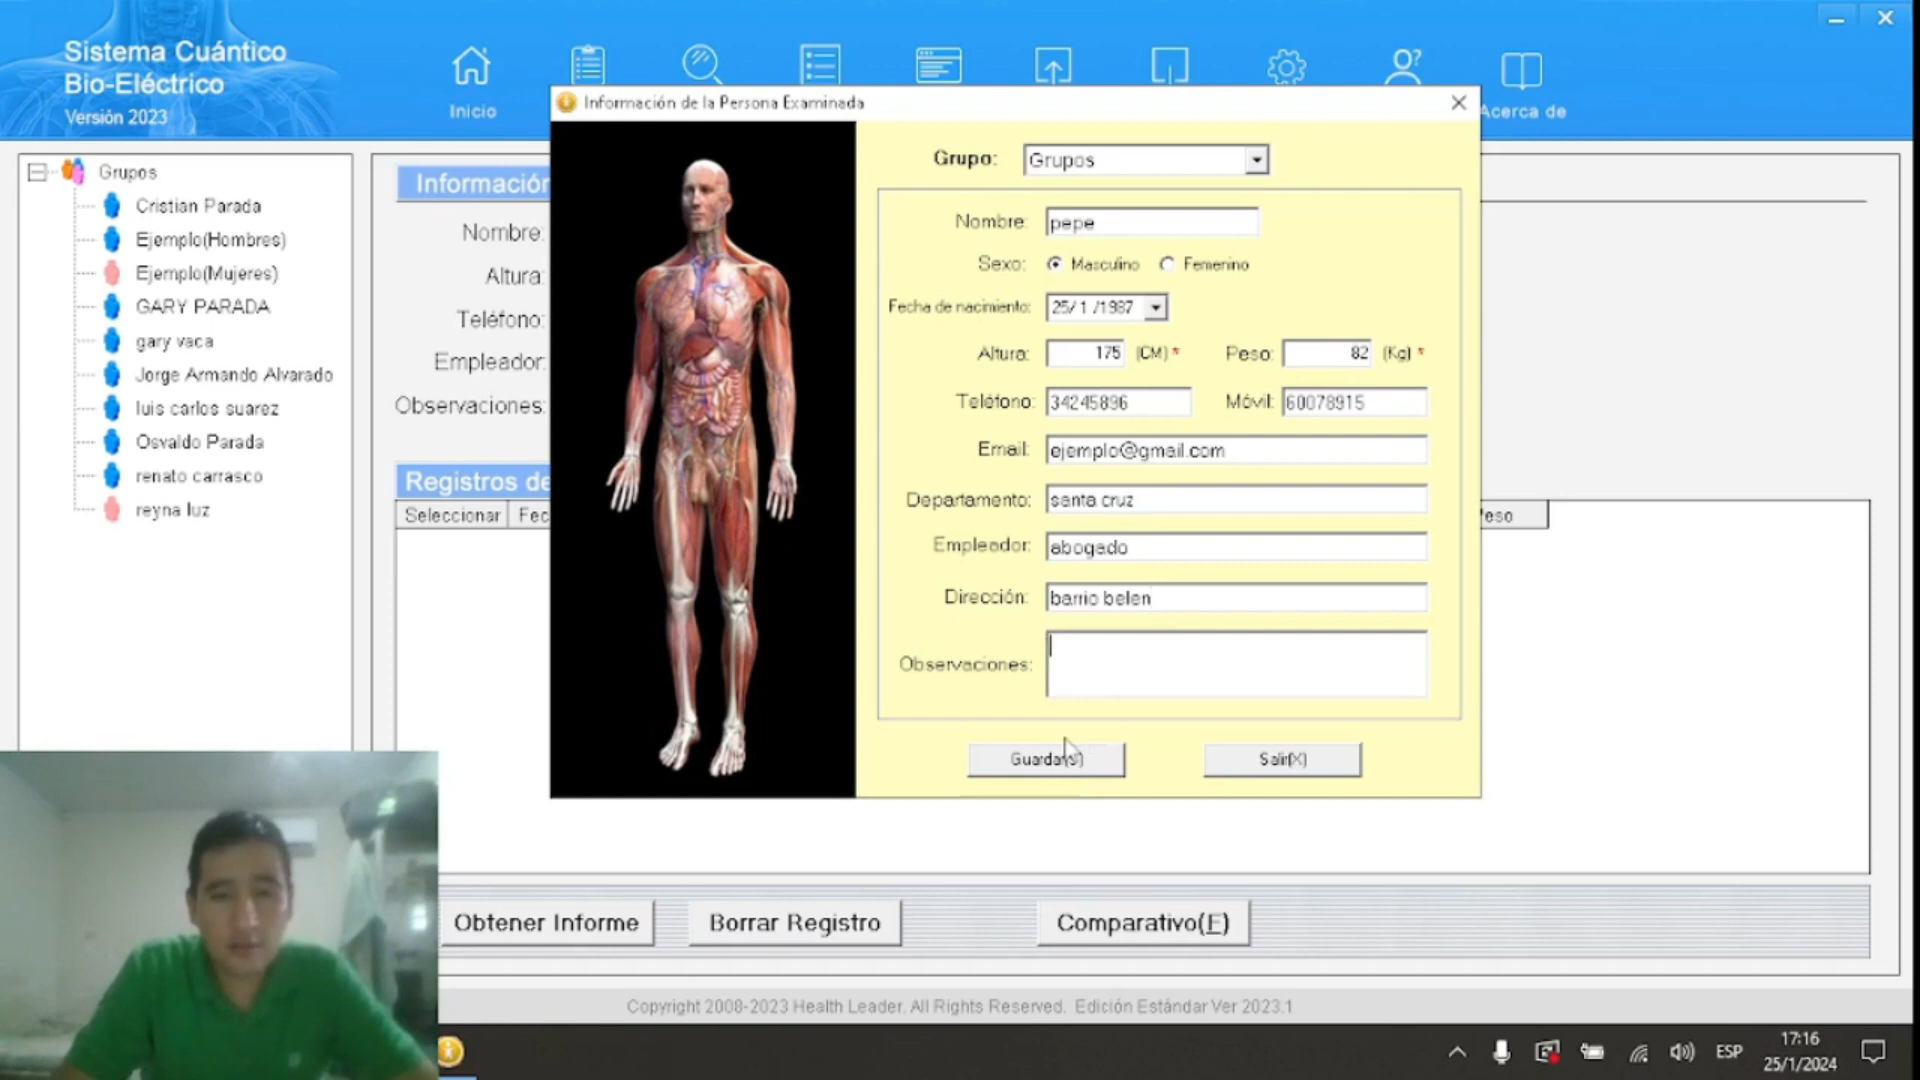 Sistema Cuántico
Bio-Eléctrico
Versión 2023
Inicio
Acerca de
Información de la Persona Examinada
Grupos
Cristian Parada
Ejemplo(Hombres)
Ejemplo(Mujeres)
GARY PARADA
gary vaca
Jorge Armando Alvarado
luis carlos suarez
Osvaldo Parada
renato carrasco
reyna luz
Información
Nombre:
Altura:
Teléfono:
Empleador:
Observaciones:
Registros de
Seleccionar Fec
Peso
Grupo: Grupos
Nombre: pepe
Sexo: Masculino Femenino
Fecha de nacimiento: 25/ 1 /1987
Altura: 175 (CM) * Peso: 82 (Kg) *
Teléfono: 34245896 Móvil: 60078915
Email: ejemplo@gmail.com
Departamento: santa cruz
Empleador: abogado
Dirección: barrio belen
Observaciones:
Guardar(S) Salir(X)
Obtener Informe Borrar Registro Comparativo(F)
Copyright 2008-2023 Health Leader. All Rights Reserved. Edición Estándar Ver 2023.1
ESP
17:16
25/1/2024